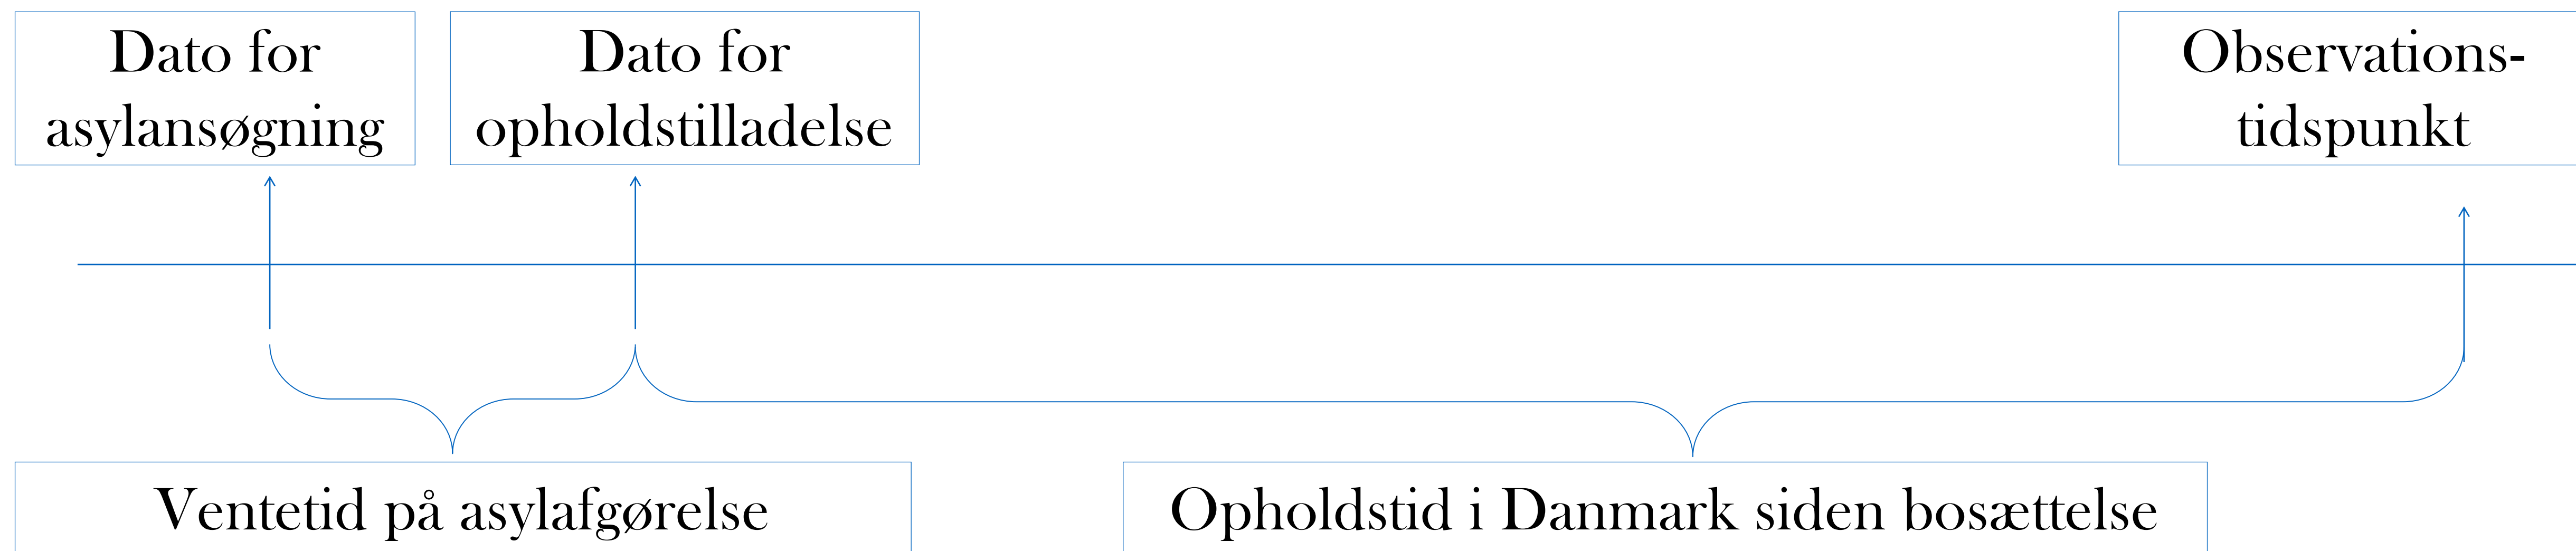 Dato for
asylansøgning
Dato for
opholdstilladelse
Observations-
tidspunkt
Ventetid på asylafgørelse
Opholdstid i Danmark siden bosættelse